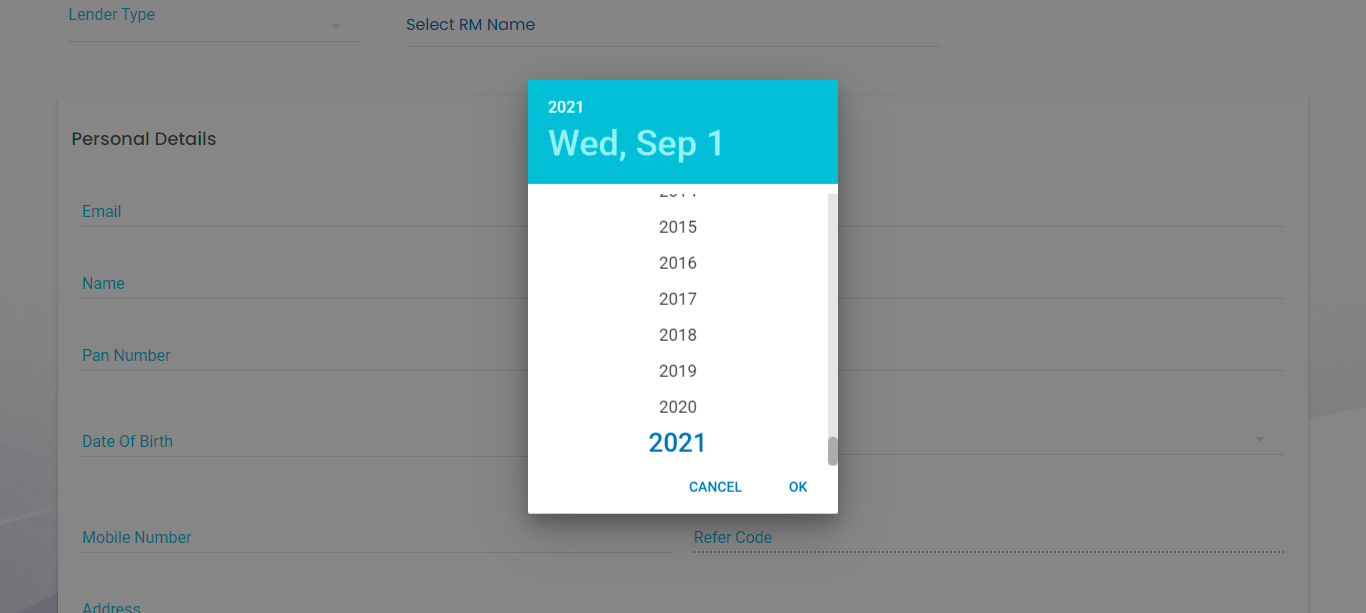 Lender Type
Select RM Name
Personal Details
Email
Name
Pan Number
Date Of Birth
Mobile Number
Refer Code
Address
2021
Wed, Sep 1
2015
2016
2017
2018
2019
2020
2021
CANCEL OK